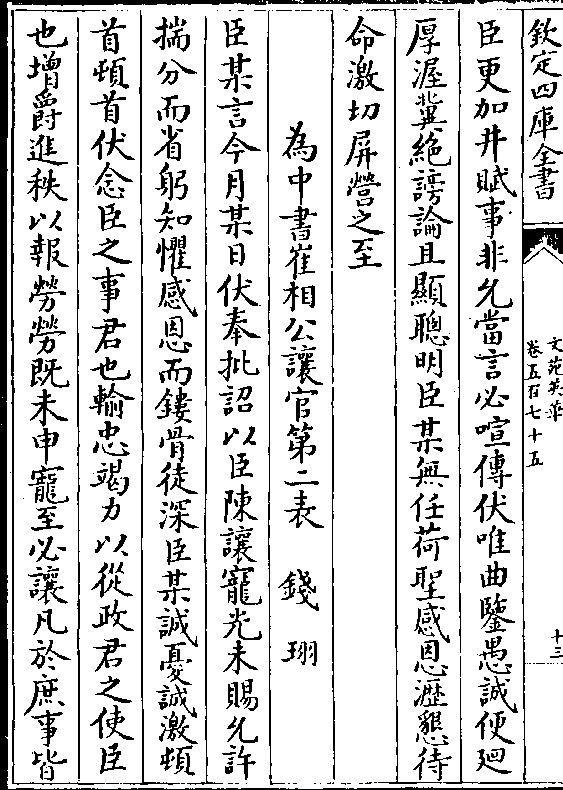 欽定四庫全書
文苑英華
卷五百七十五
十三
臣更加井賦事非允當言必喧傳伏唯曲鑒愚誠便廻
厚渥冀絶謗論且顯聰明臣某無任荷聖感恩瀝懇待
命激切屏營之至
為中書崔相公讓官第二表 錢珝
臣某言今月某日伏奉批詔以臣陳讓寵光未賜允許
揣分而省躬知懼感恩而鏤骨徒深臣某誠憂誠激頓
首頓首伏念臣之事君也輸忠竭力以從政君之使臣
也增爵進秩以報勞勞既未申寵至必讓凡於庶事皆